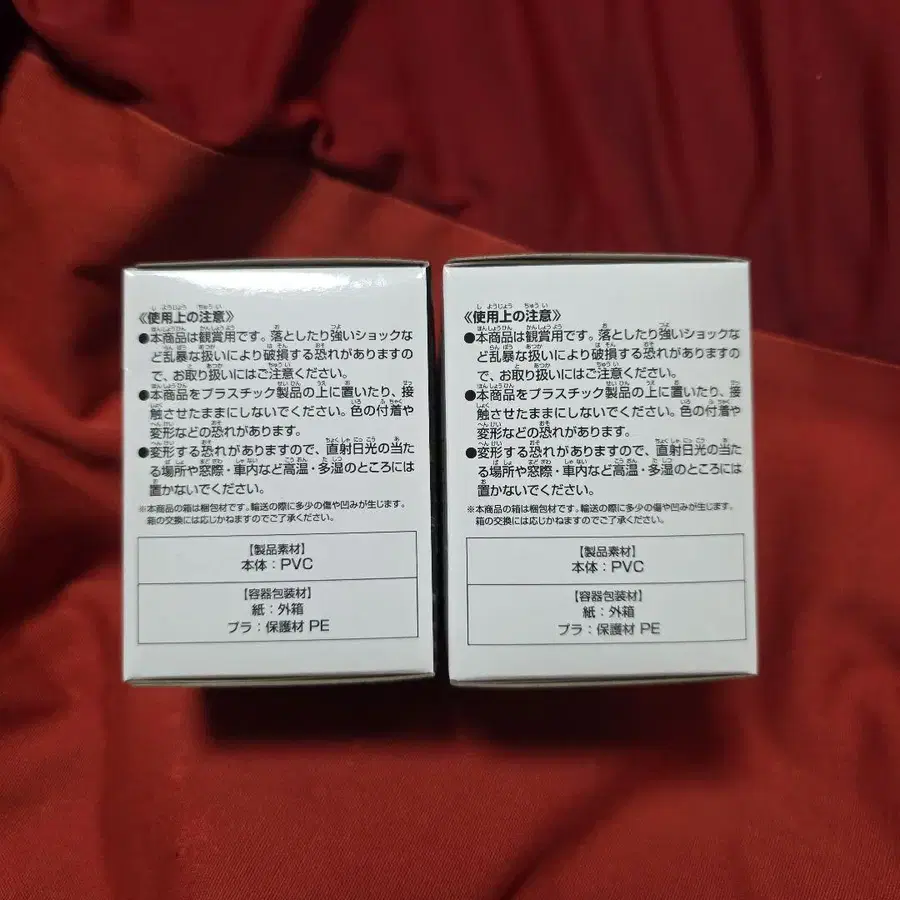 《使用上の注意》
●本商品は観賞用です。落としたり強いショックな
ど乱暴な扱いにより破損する恐れがありますの
で、お取り扱いにはご注意ください。
●本商品をプラスチック製品の上に置いたり、接
触させたままにしないでください。色の付着や
変形などの恐れがあります。
●変形する恐れがありますので、直射日光の当た
る場所や窓際・車内など高温・多湿のところには
置かないでください。
※本商品の箱は梱包材です。輸送の際に多少の傷や凹みが生じます。
箱の交換には応じかねますのでご了承ください。
【製品素材】
本体：PVC
【容器包装材】
紙：外箱
プラ：保護材 PE
《使用上の注意》
●本商品は観賞用です。落としたり強いショックな
ど乱暴な扱いにより破損する恐れがありますの
で、お取り扱いにはご注意ください。
●本商品をプラスチック製品の上に置いたり、接
触させたままにしないでください。色の付着や
変形などの恐れがあります。
●変形する恐れがありますので、直射日光の当た
る場所や窓際・車内など高温・多湿のところには
置かないでください。
※本商品の箱は梱包材です。輸送の際に多少の傷や凹みが生じます。
箱の交換には応じかねますのでご了承ください。
【製品素材】
本体：PVC
【容器包装材】
紙：外箱
プラ：保護材 PE